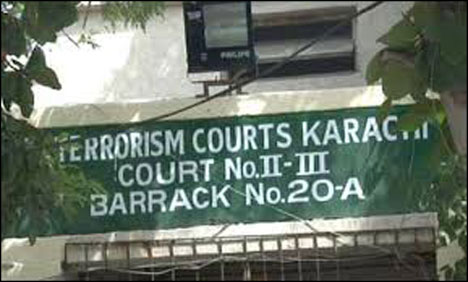 PHILIPS
TERRORISM COURTS KARACHI
COURT No.II-III
BARRACK No.20-A